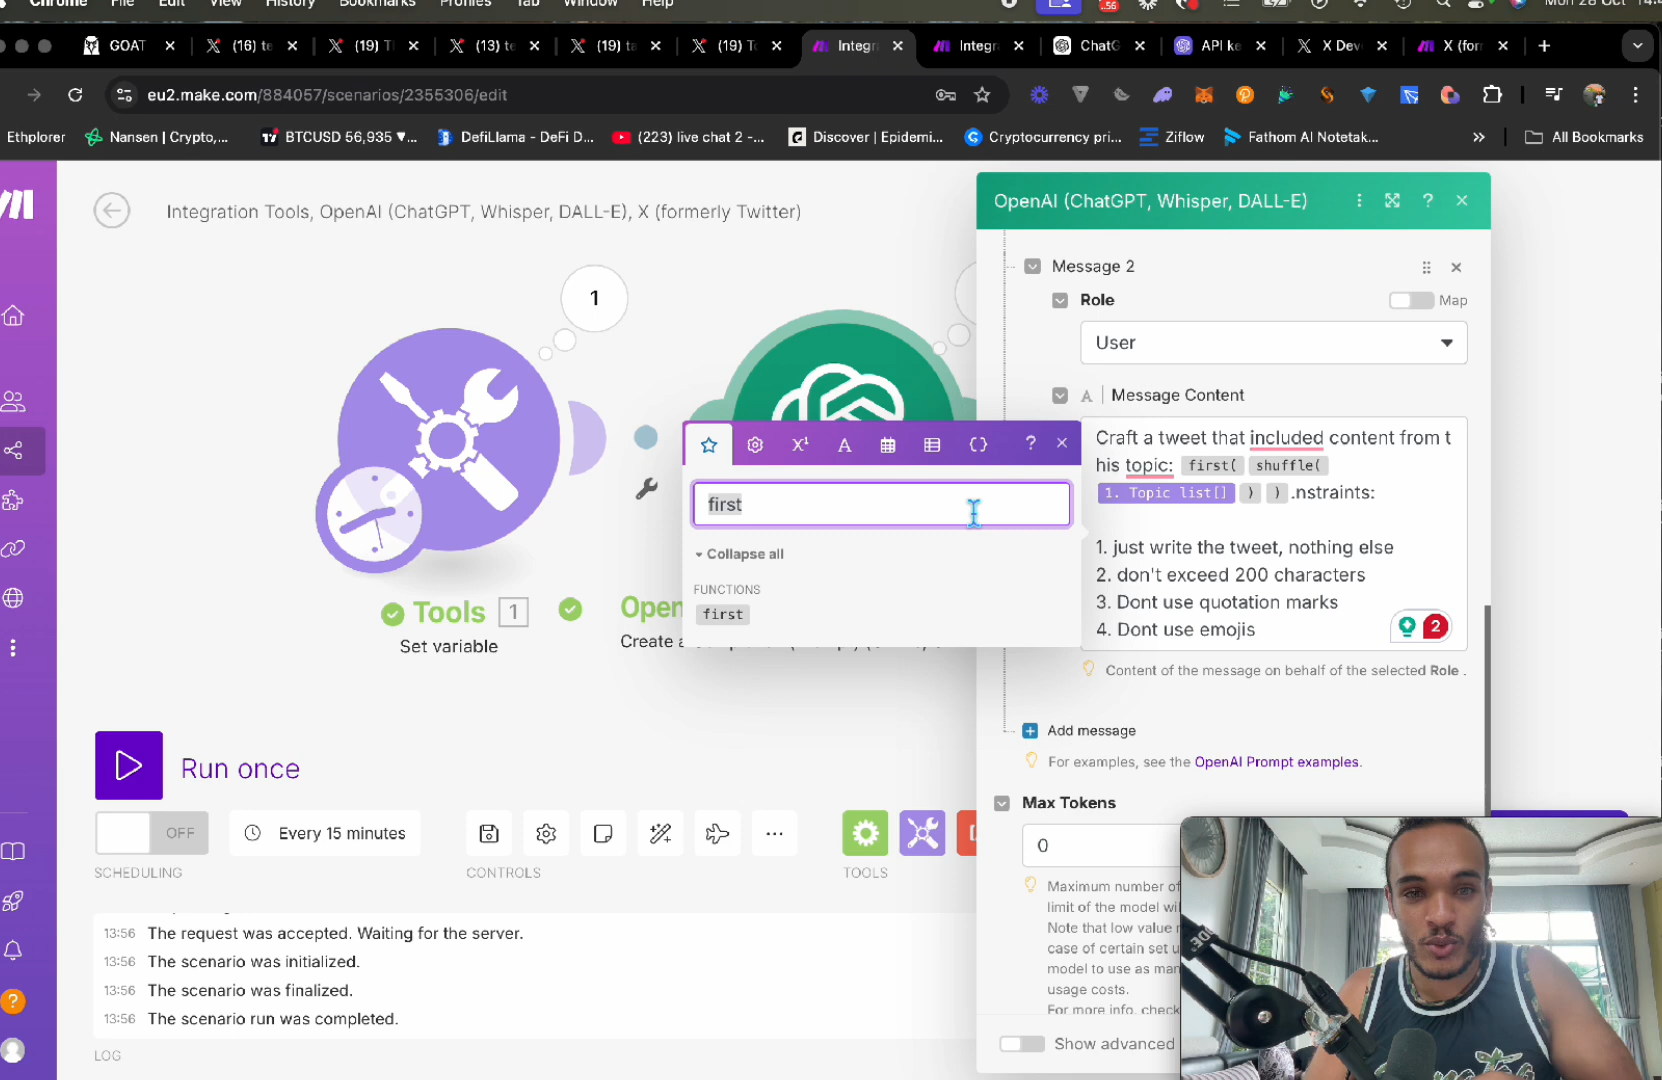 Chrome File Edit View History Bookmarks Profiles Tab Window Help .56 Mon 28 Oct
GOAT (16) te (19) T (13) te (19) ta (19) To Integr Integr ChatG API ke X Dev X (for
eu2.make.com/884057/scenarios/2355306/edit
Ethplorer Nansen | Crypto,... BTCUSD 56,935 ▼... DefiLlama - DeFi D... (223) live chat 2 -... Discover | Epidemi... Cryptocurrency pri... Ziflow Fathom AI Notetak... » All Bookmarks
Integration Tools, OpenAI (ChatGPT, Whisper, DALL-E), X (formerly Twitter)
1
Tools 1
Set variable
Open
Create a
first
Collapse all
FUNCTIONS
first
OpenAI (ChatGPT, Whisper, DALL-E)
Message 2
Role Map
User
A Message Content
Craft a tweet that included content from t
his topic: first( shuffle(
1. Topic list[] ) ) .nstraints:
1. just write the tweet, nothing else
2. don't exceed 200 characters
3. Dont use quotation marks
4. Dont use emojis
2
Content of the message on behalf of the selected Role .
Add message
For examples, see the OpenAI Prompt examples.
Max Tokens
0
Maximum number of
limit of the model wil
Note that low value
case of certain set u
model to use as man
usage costs.
For more info, check
Show advanced
Run once
OFF Every 15 minutes
SCHEDULING CONTROLS TOOLS
13:56 The request was accepted. Waiting for the server.
13:56 The scenario was initialized.
13:56 The scenario was finalized.
13:56 The scenario run was completed.
LOG